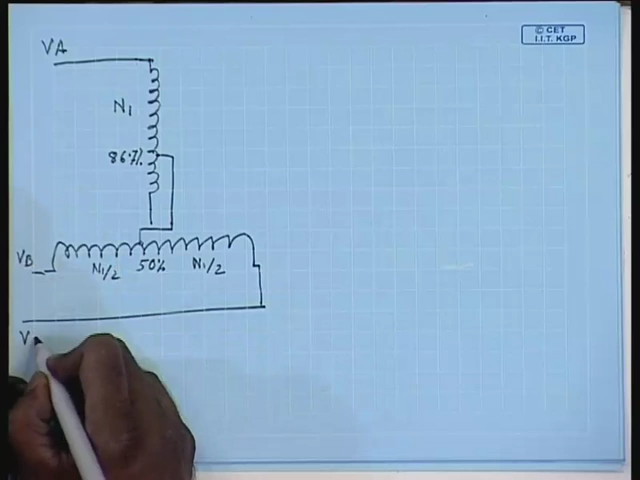 © CET
I.I.T. KGP
VA
N1
86.7%
VB
N1/2 50% N1/2
V